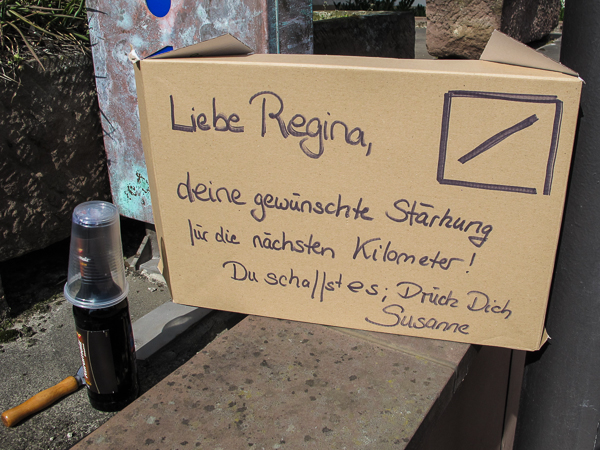 Liebe Regina,
deine gewünschte Stärkung
für die nächsten Kilometer!
Du schaffst es; Drück Dich
Susanne